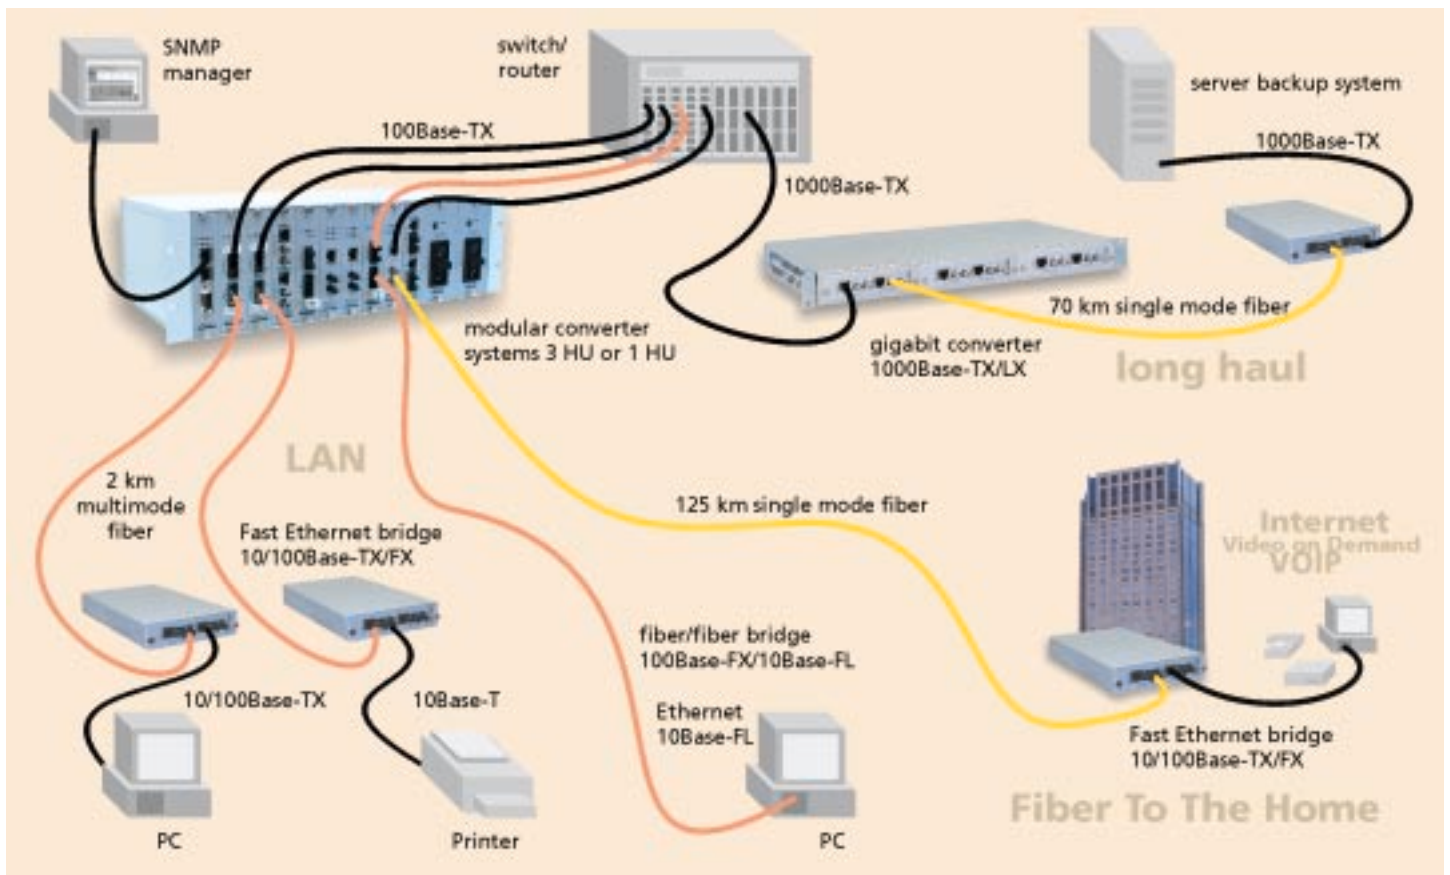 SNMP
manager
switch/
router
server backup system
100Base-TX
1000Base-TX
1000Base-TX
70 km single mode fiber
modular converter
systems 3 HU or 1 HU
gigabit converter
1000Base-TX/LX
long haul
LAN
2 km
multimode
fiber
125 km single mode fiber
Fast Ethernet bridge
10/100Base-TX/FX
Internet
Video on Demand
VOIP
fiber/fiber bridge
100Base-FX/10Base-FL
10/100Base-TX
10Base-T
Ethernet
10Base-FL
Fast Ethernet bridge
10/100Base-TX/FX
Fiber To The Home
PC
Printer
PC